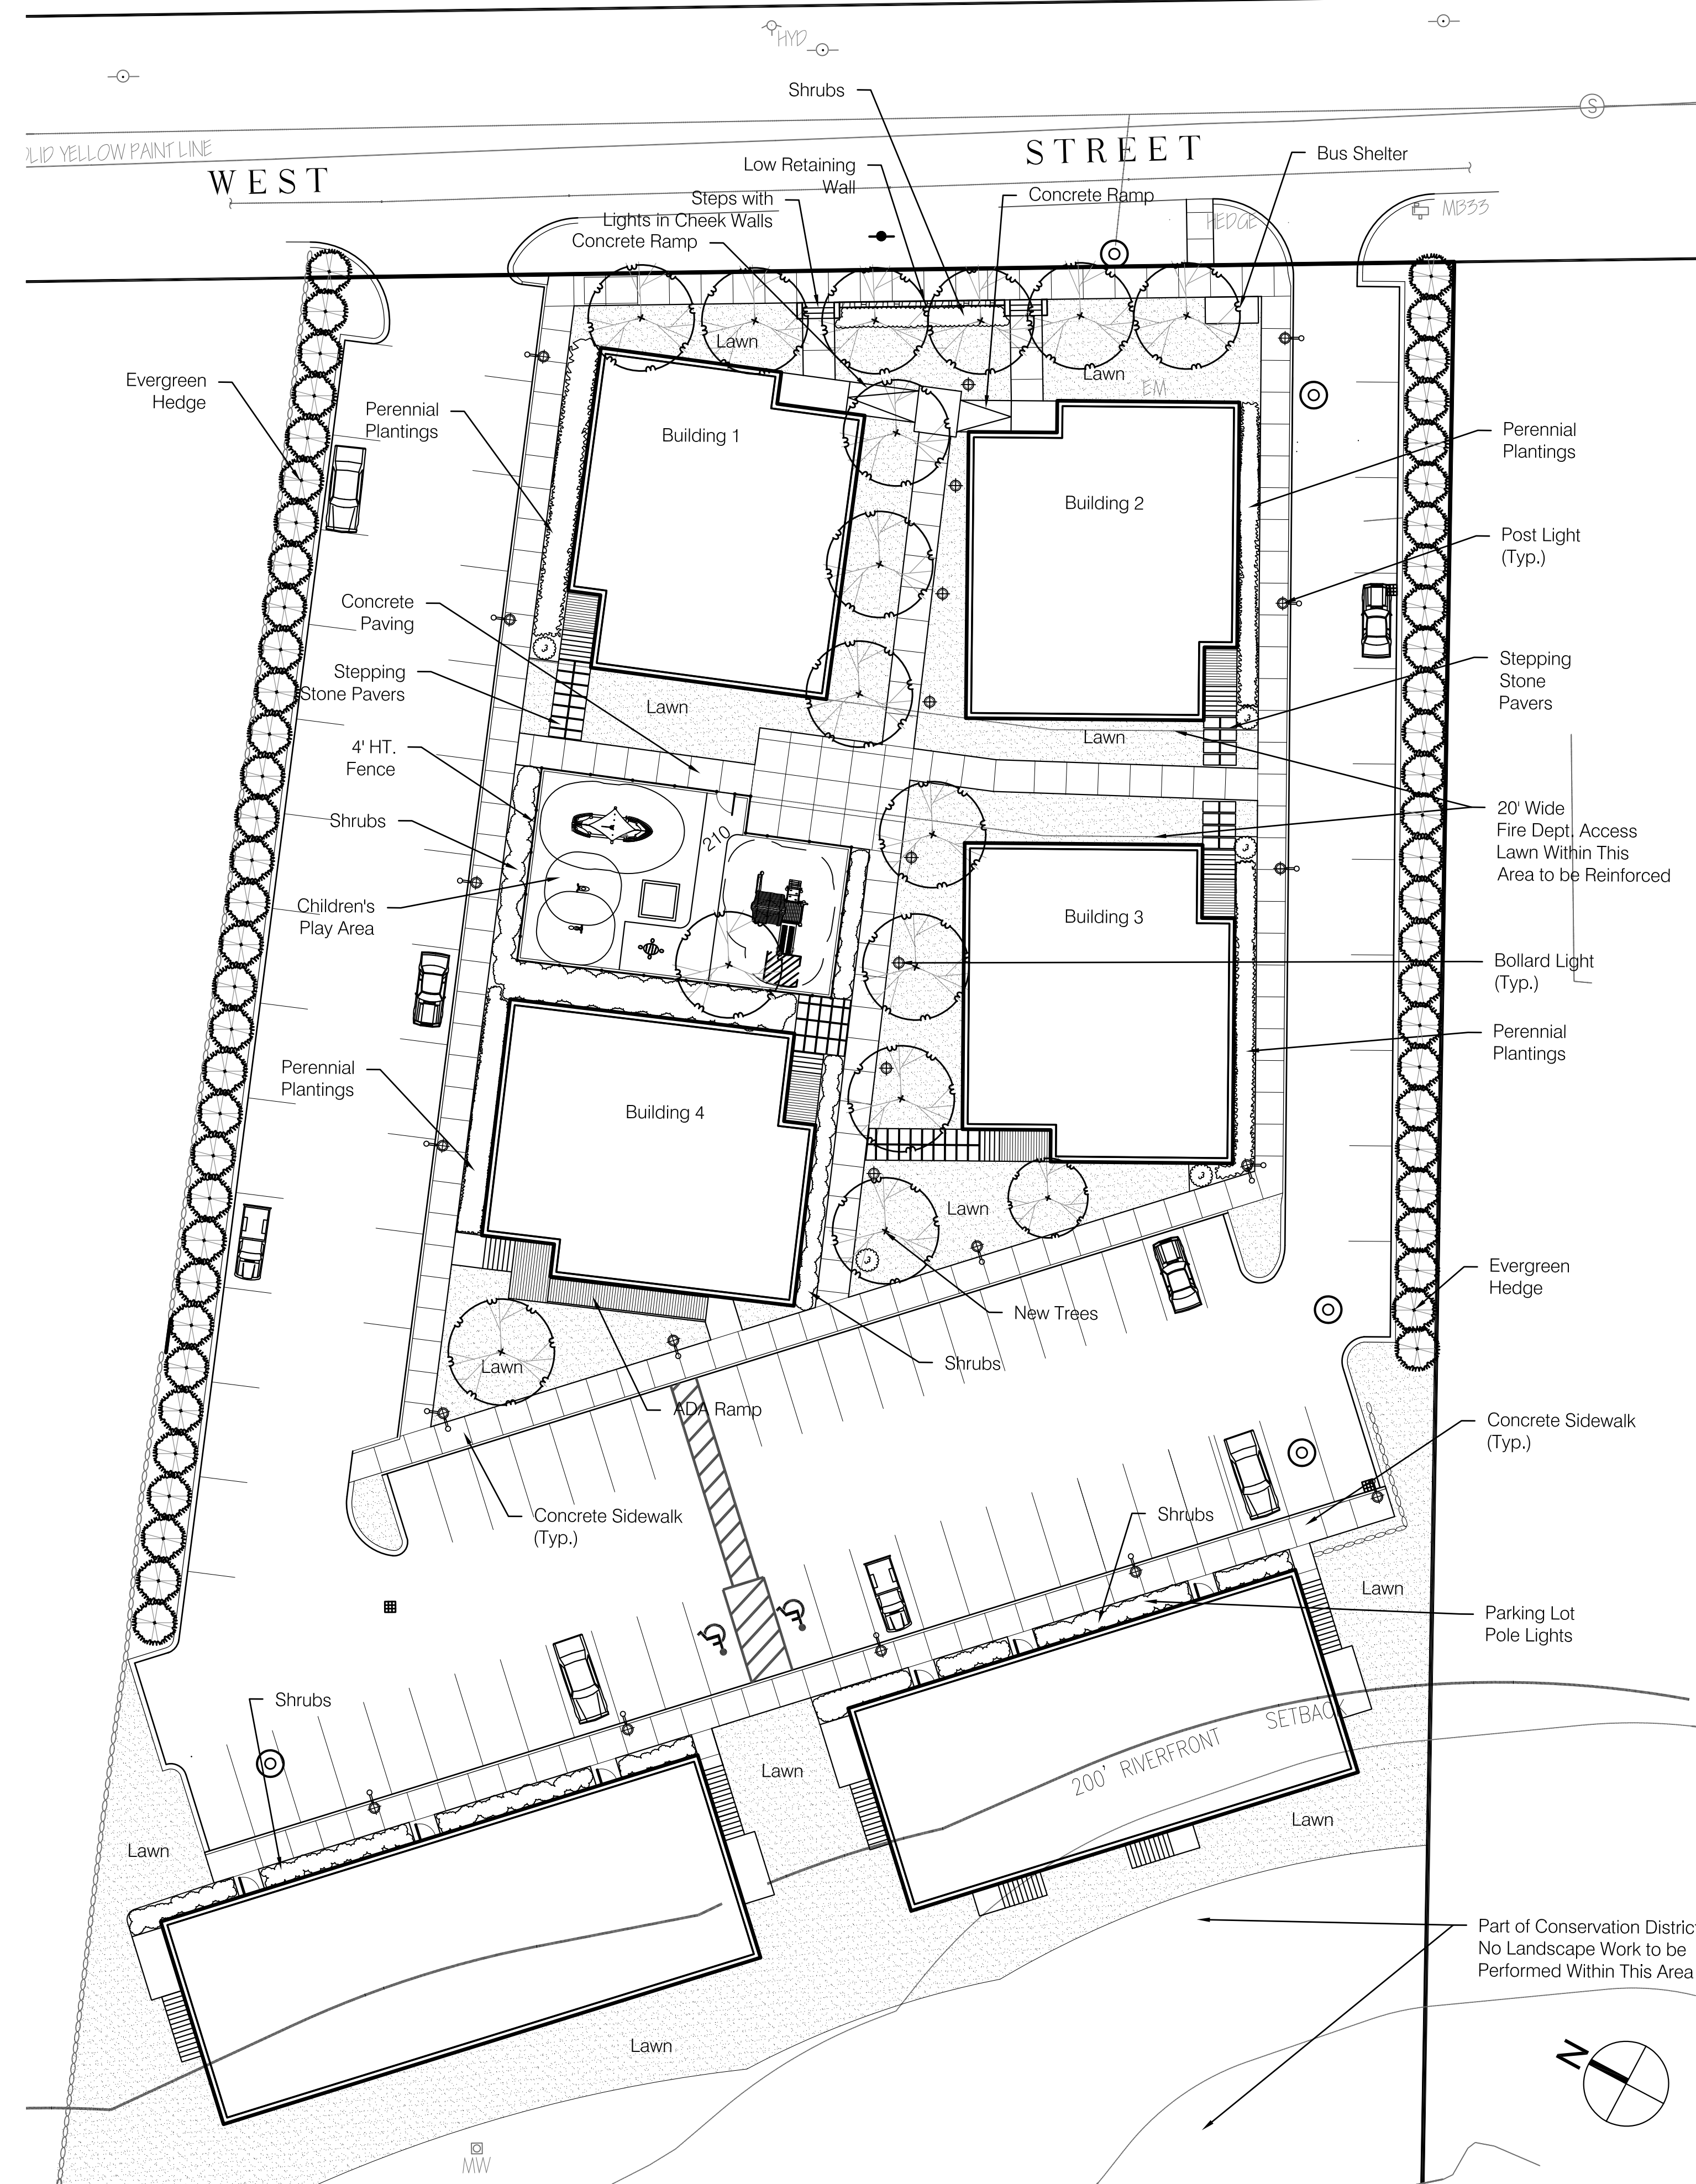 HYD
Shrubs
S
OLID YELLOW PAINT LINE
WEST STREET
Bus Shelter
Low Retaining
Wall
Concrete Ramp
Steps with
Lights in Cheek Walls
Concrete Ramp
HEDGE
MB33
Lawn
Lawn
EM
Evergreen
Hedge
Perennial
Plantings
Building 1
Building 2
Perennial
Plantings
Post Light
(Typ.)
Concrete
Paving
Stepping
Stone Pavers
Lawn
Lawn
Stepping
Stone
Pavers
4' HT.
Fence
Shrubs
210
20' Wide
Fire Dept. Access
Lawn Within This
Area to be Reinforced
Children's
Play Area
Building 3
Bollard Light
(Typ.)
Perennial
Plantings
Perennial
Plantings
Building 4
Lawn
Evergreen
Hedge
New Trees
Shrubs
Lawn
ADA Ramp
Concrete Sidewalk
(Typ.)
Concrete Sidewalk
(Typ.)
Shrubs
Lawn
Parking Lot
Pole Lights
Shrubs
200' RIVERFRONT SETBACK
Lawn
Lawn
Lawn
Part of Conservation Distric
No Landscape Work to be
Performed Within This Area
Lawn
N
MW